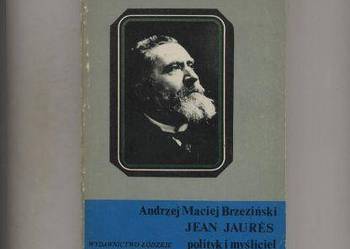 Andrzej Maciej Brzeziński
JEAN JAURÈS
WYDAWNICTWO ŁÓDZKIE polityk i myśliciel